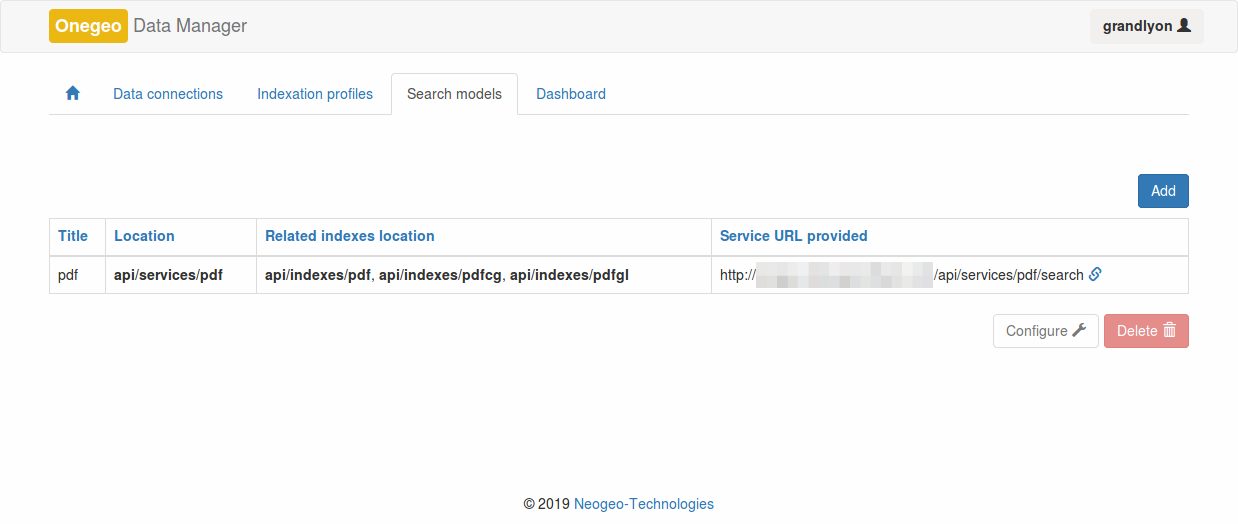 Onegeo Data Manager
grandlyon
Data connections
Indexation profiles
Search models
Dashboard
Add
Title Location Related indexes location Service URL provided
pdf api/services/pdf api/indexes/pdf, api/indexes/pdfcg, api/indexes/pdfgl http:// /api/services/pdf/search
Configure
Delete
© 2019 Neogeo-Technologies